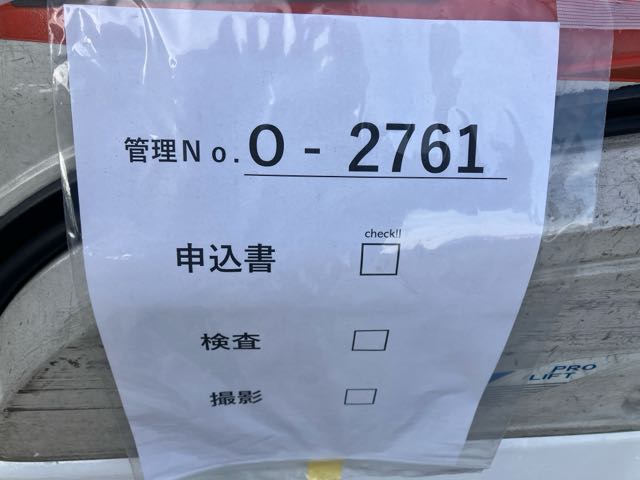 管理No.O - 2761
check!!
申込書 □
検査 □
撮影 □
PRO
LIFT